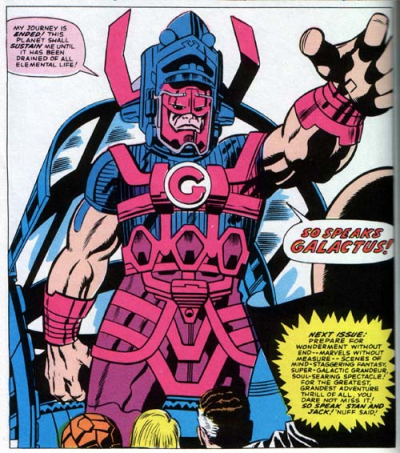 MY JOURNEY IS
ENDED! THIS
PLANET SHALL
SUSTAIN ME UNTIL
IT HAS BEEN
DRAINED OF ALL
ELEMENTAL LIFE!
G
SO SPEAKS
GALACTUS!
NEXT ISSUE:
PREPARE FOR
WONDERMENT WITHOUT
END--MARVELS WITHOUT
MEASURE -- SCENES OF
MIND-STAGGERING FANTASY,
SUPER-GALACTIC GRANDEUR,
SOUL-SEARING SPECTACLE!
FOR THE GREATEST,
GRANDEST ADVENTURE
THRILL OF ALL, YOU
DARE NOT MISS IT!
SO SPEAK STAN AND
JACK! 'NUFF SAID!